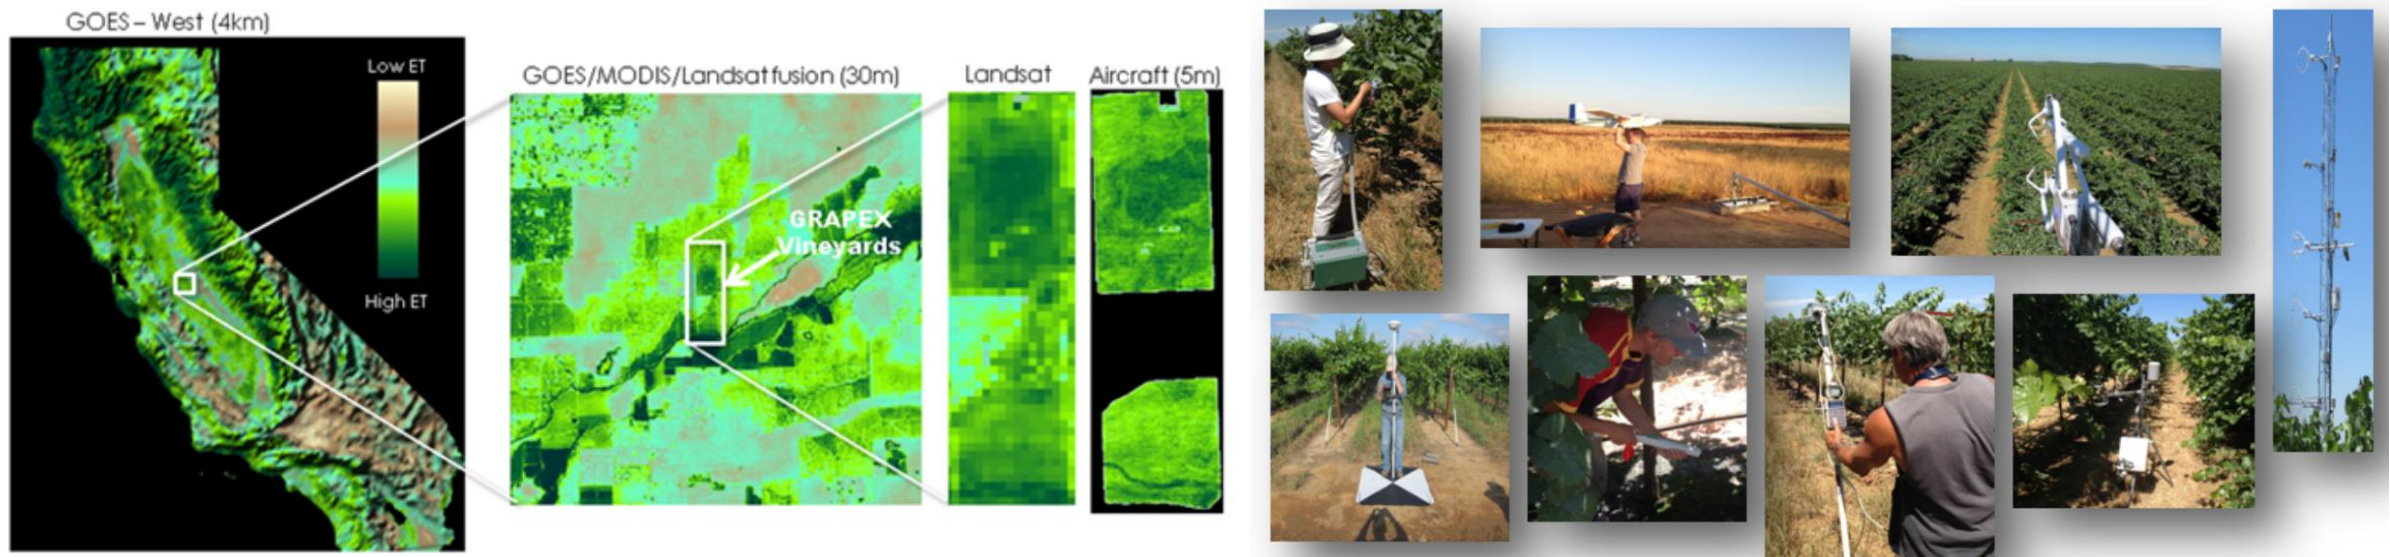 GOES – West (4km)
Low ET
High ET
GOES/MODIS/Landsat fusion (30m)
GRAPEX
Vineyards
Landsat
Aircraft (5m)